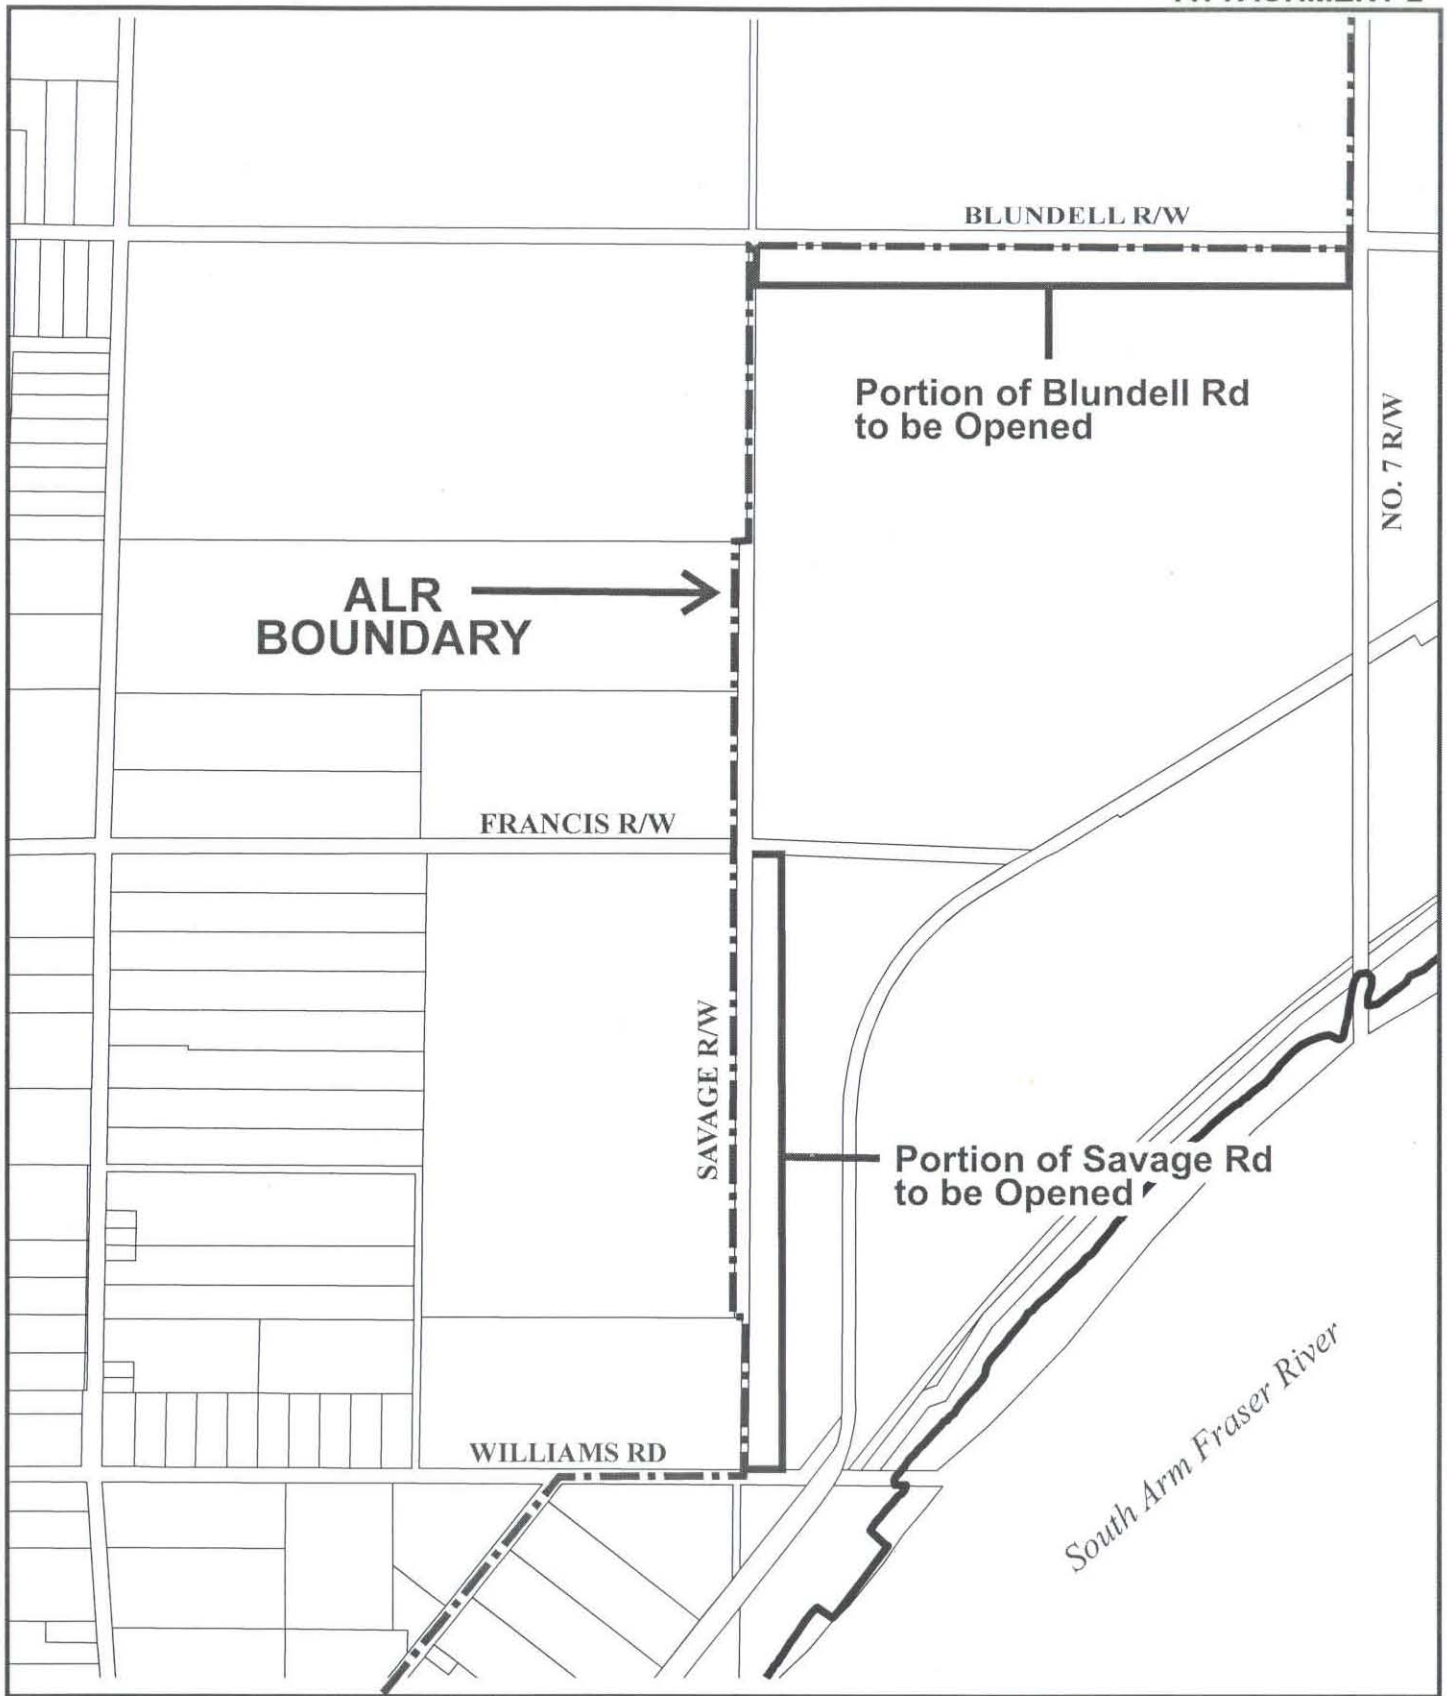 BLUNDELL R/W
Portion of Blundell Rd
to be Opened
NO. 7 R/W
ALR
BOUNDARY
FRANCIS R/W
SAVAGE R/W
Portion of Savage Rd
to be Opened
WILLIAMS RD
South Arm Fraser River